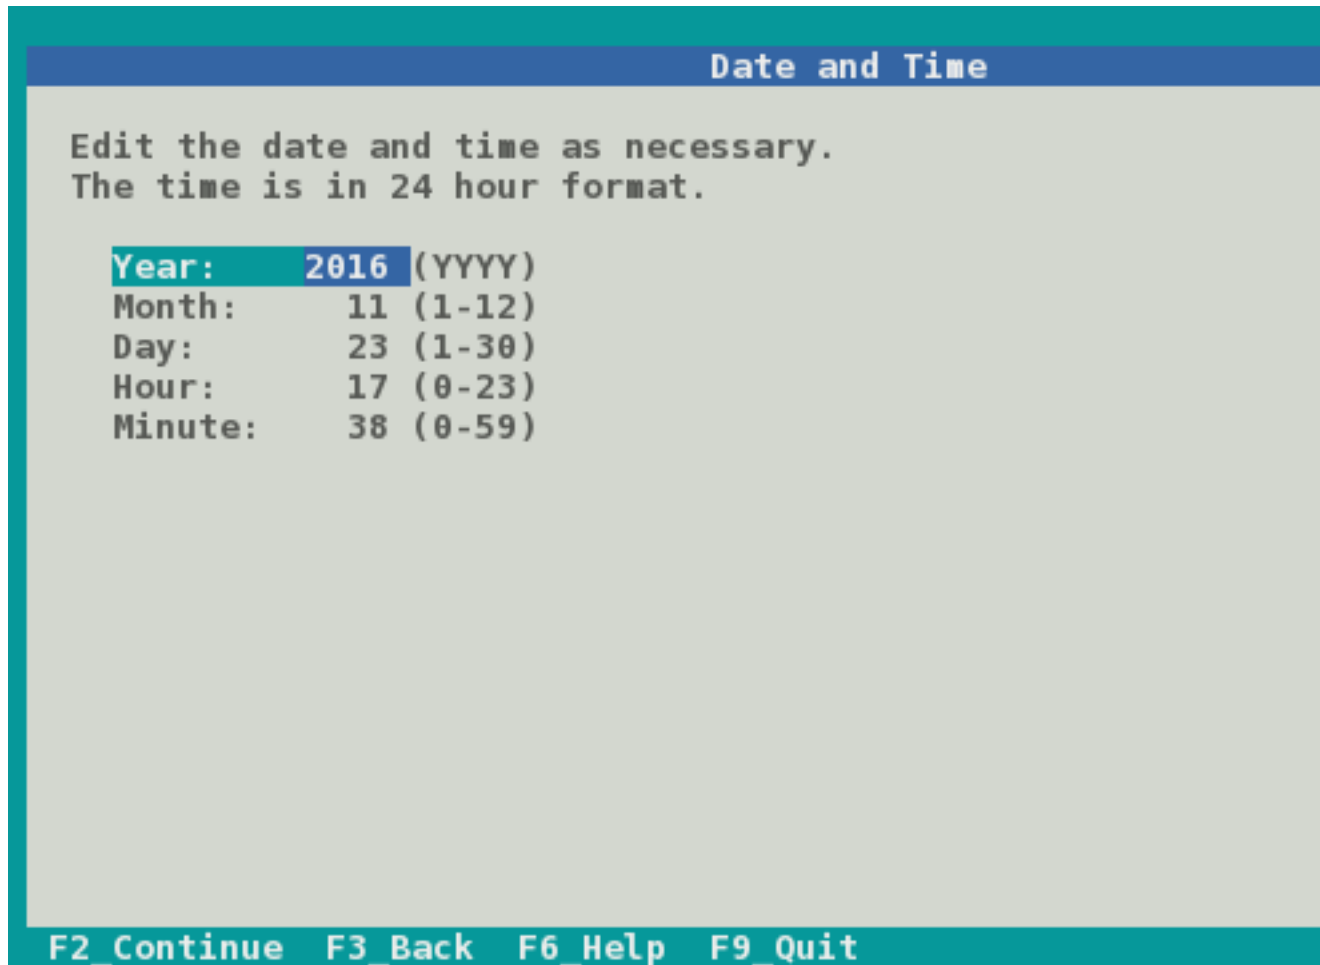 Date and Time
Edit the date and time as necessary.
The time is in 24 hour format.
Year: 2016 (YYYY)
Month: 11 (1-12)
Day: 23 (1-30)
Hour: 17 (0-23)
Minute: 38 (0-59)
F2_Continue F3_Back F6_Help F9_Quit